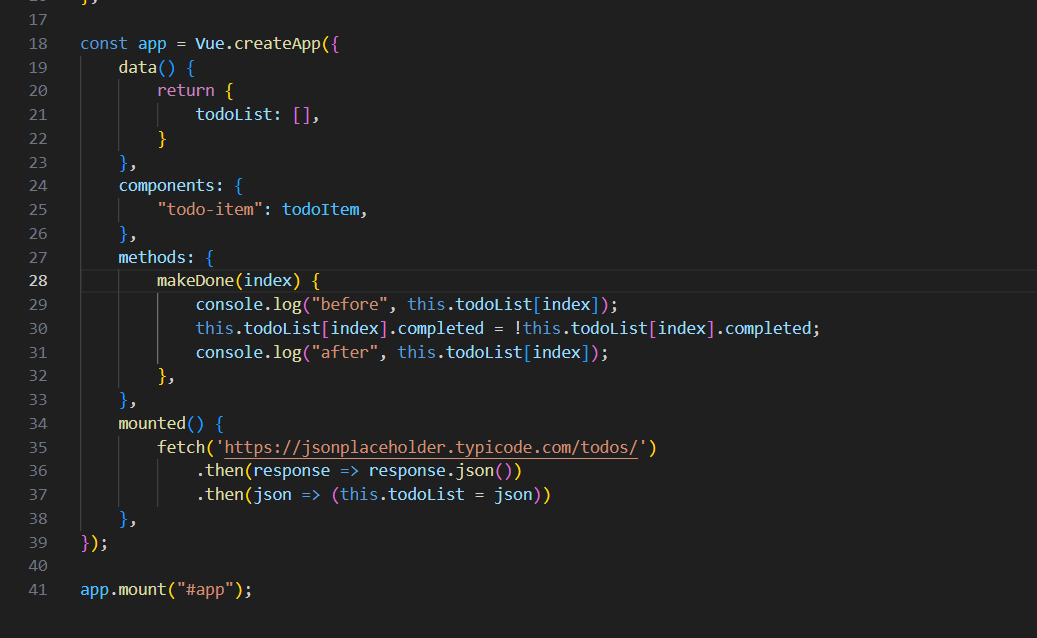 17
18 const app = Vue.createApp({
19     data() {
20         return {
21             todoList: [],
22         }
23     },
24     components: {
25         "todo-item": todoItem,
26     },
27     methods: {
28         makeDone(index) {
29             console.log("before", this.todoList[index]);
30             this.todoList[index].completed = !this.todoList[index].completed;
31             console.log("after", this.todoList[index]);
32         },
33     },
34     mounted() {
35         fetch('https://jsonplaceholder.typicode.com/todos/')
36             .then(response => response.json())
37             .then(json => (this.todoList = json))
38     },
39 });
40
41 app.mount("#app");